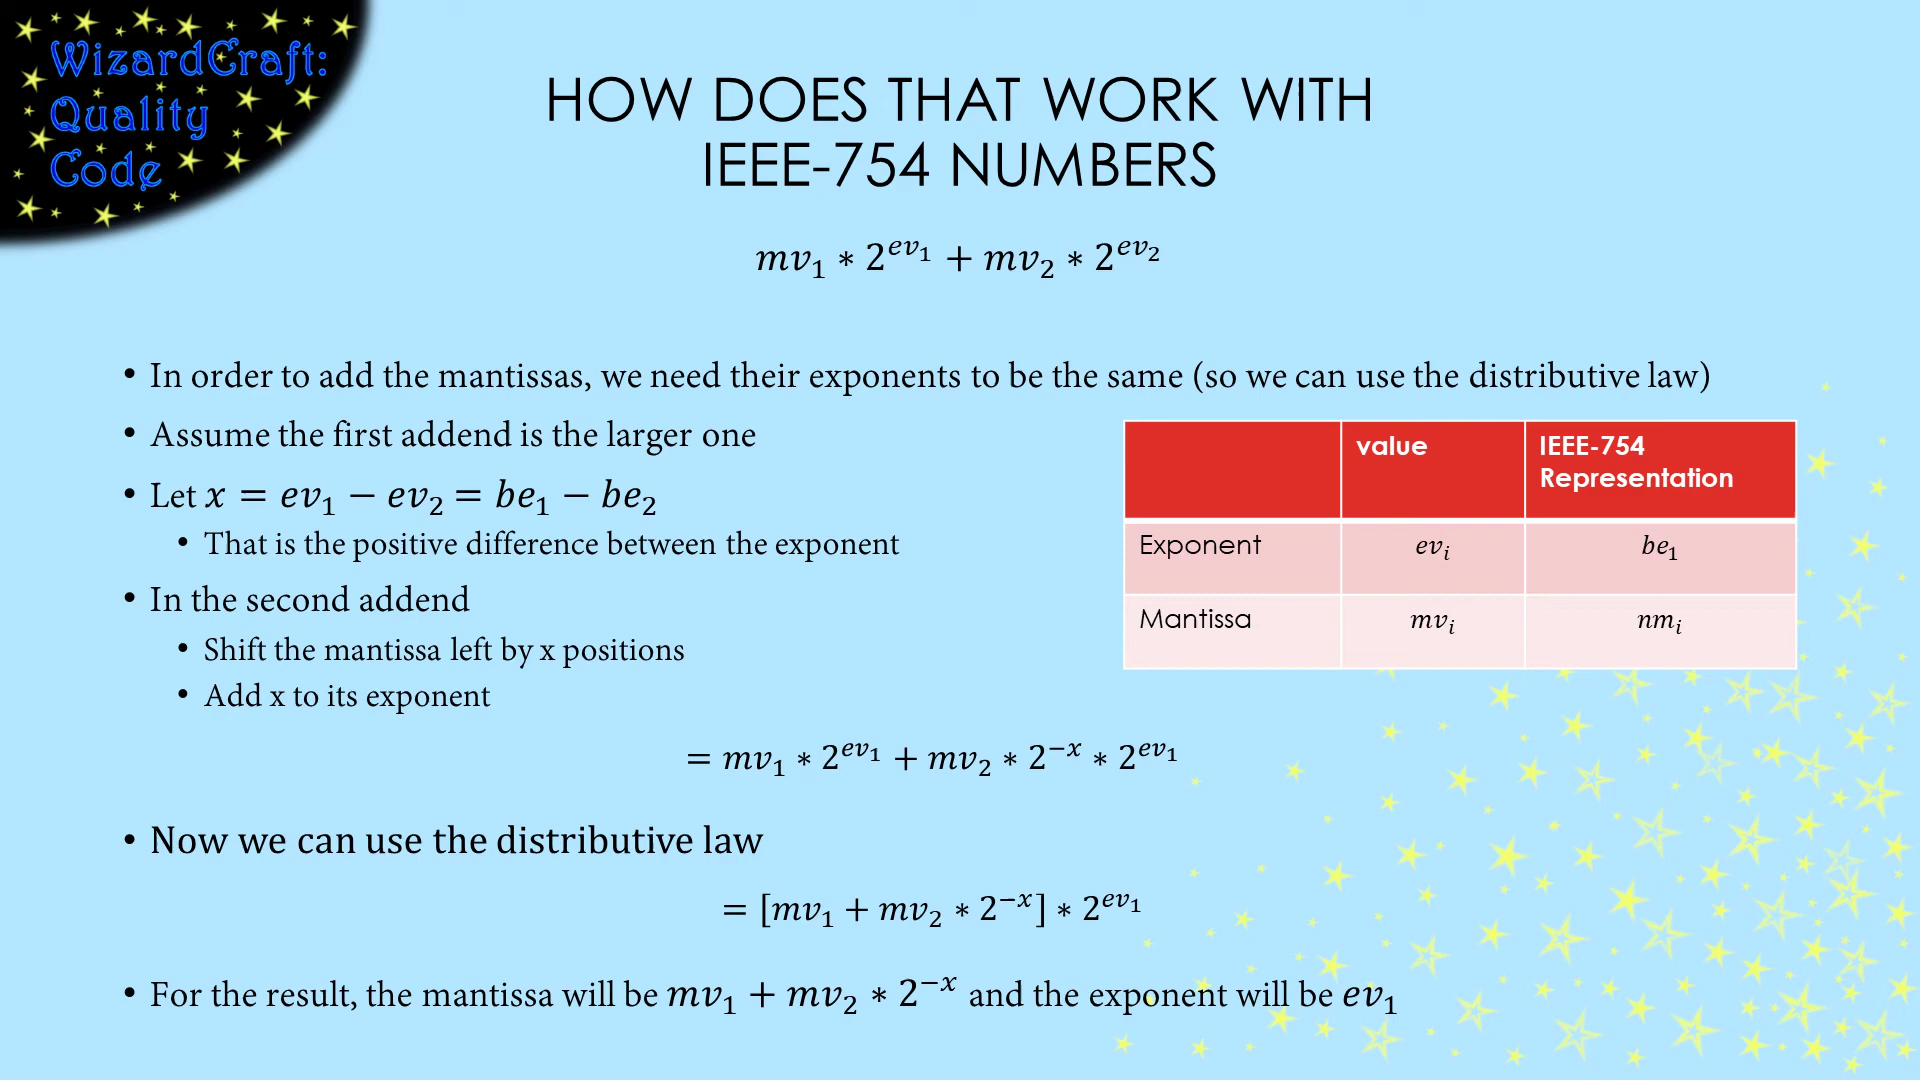 WizardCraft:
Quality
Code
HOW DOES THAT WORK WITH
IEEE-754 NUMBERS
𝑚𝑣₁ ∗ 2^{𝑒𝑣₁} + 𝑚𝑣₂ ∗ 2^{𝑒𝑣₂}
• In order to add the mantissas, we need their exponents to be the same (so we can use the distributive law)
• Assume the first addend is the larger one
• Let 𝑥 = 𝑒𝑣₁ − 𝑒𝑣₂ = 𝑏𝑒₁ − 𝑏𝑒₂
• That is the positive difference between the exponent
• In the second addend
• Shift the mantissa left by x positions
• Add x to its exponent
value IEEE-754
Representation
Exponent 𝑒𝑣ᵢ 𝑏𝑒₁
Mantissa 𝑚𝑣ᵢ 𝑛𝑚ᵢ
= 𝑚𝑣₁ ∗ 2^{𝑒𝑣₁} + 𝑚𝑣₂ ∗ 2^{−𝑥} ∗ 2^{𝑒𝑣₁}
• Now we can use the distributive law
= [𝑚𝑣₁ + 𝑚𝑣₂ ∗ 2^{−𝑥}] ∗ 2^{𝑒𝑣₁}
• For the result, the mantissa will be 𝑚𝑣₁ + 𝑚𝑣₂ ∗ 2^{−𝑥} and the exponent will be 𝑒𝑣₁